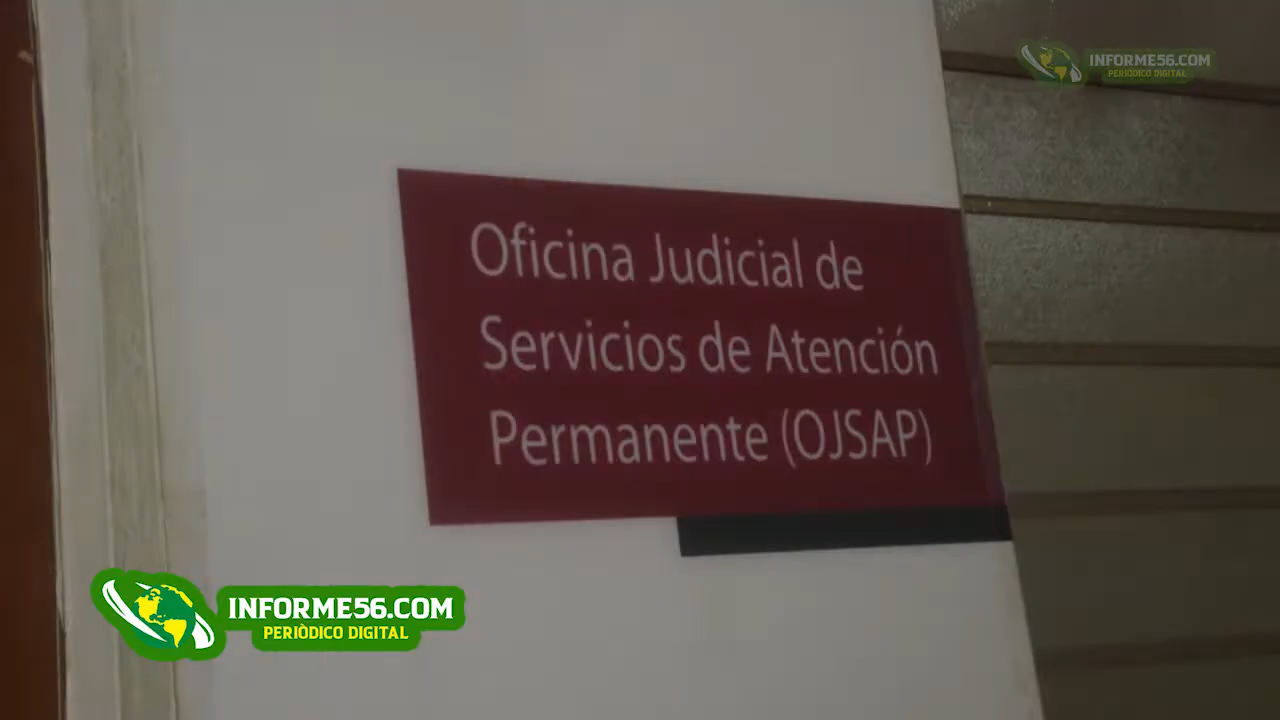 INFORME56.COM
PERIÒDICO DIGITAL
Oficina Judicial de
Servicios de Atención
Permanente (OJSAP)
INFORME56.COM
PERIÒDICO DIGITAL